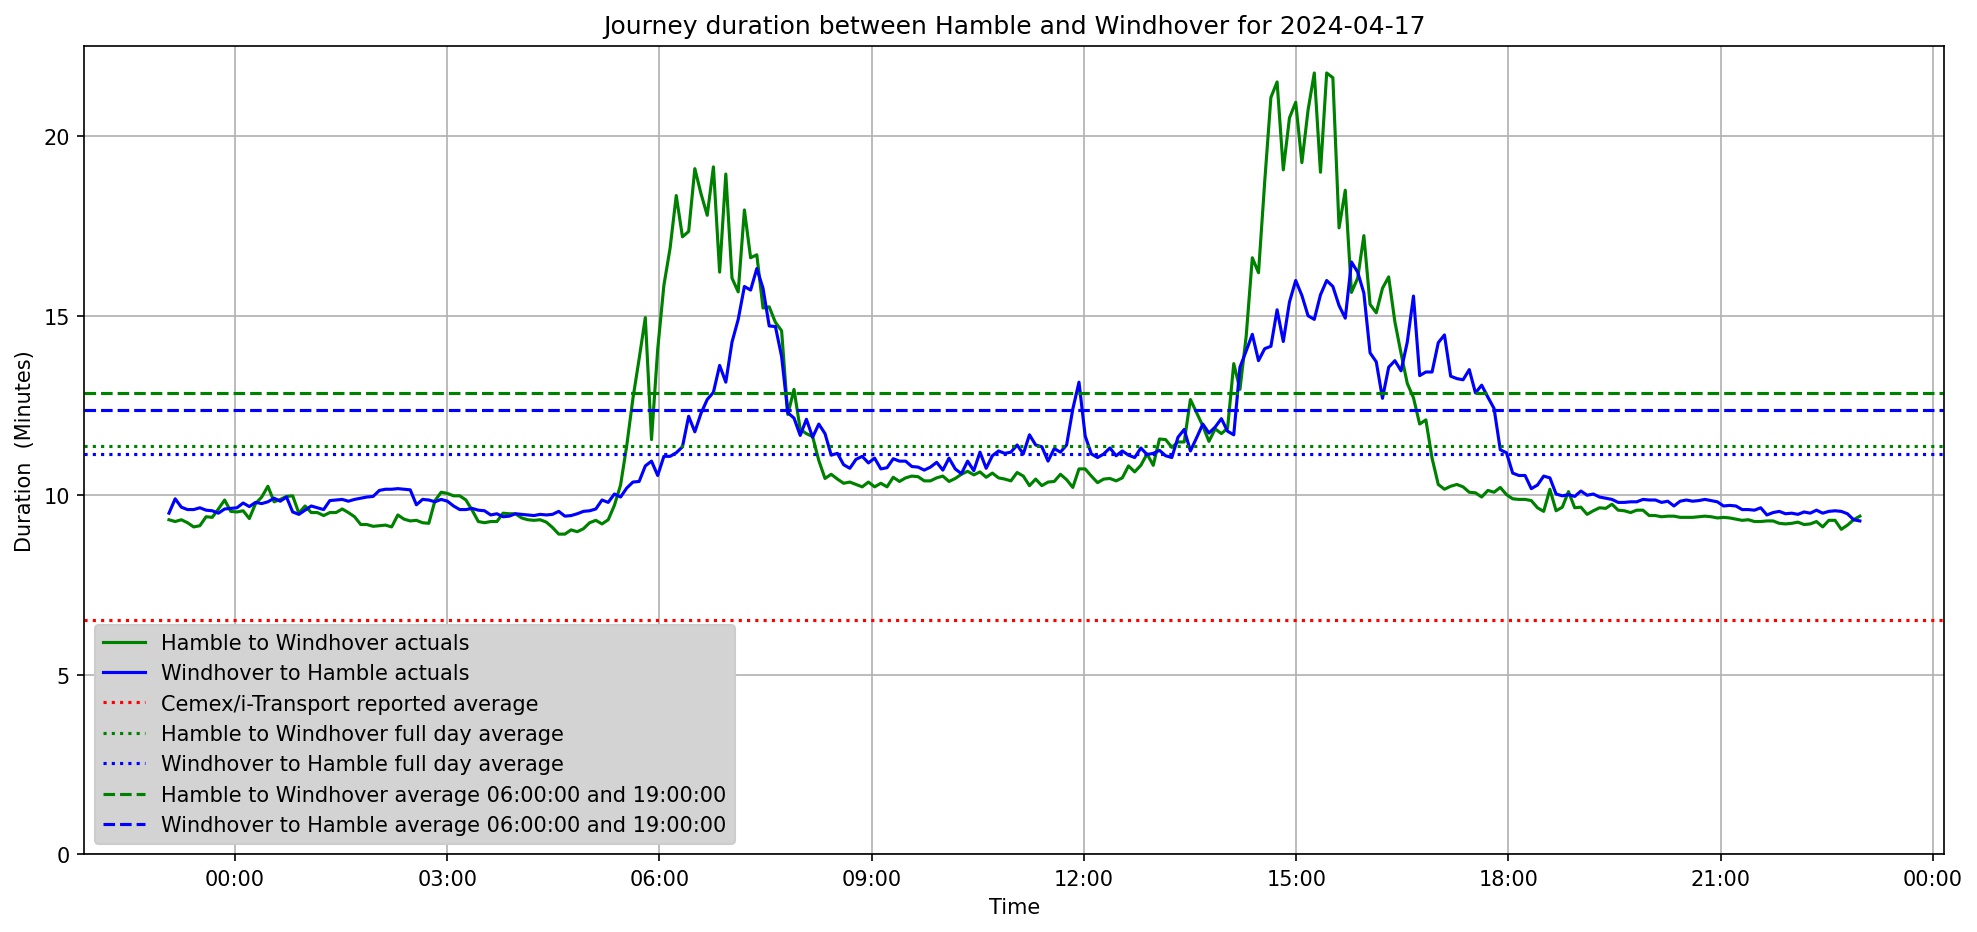 Journey duration between Hamble and Windhover for 2024-04-17
Duration (Minutes)
20
15
10
5
0
Hamble to Windhover actuals
Windhover to Hamble actuals
Cemex/i-Transport reported average
Hamble to Windhover full day average
Windhover to Hamble full day average
Hamble to Windhover average 06:00:00 and 19:00:00
Windhover to Hamble average 06:00:00 and 19:00:00
00:00 03:00 06:00 09:00 12:00 15:00 18:00 21:00 00:00
Time